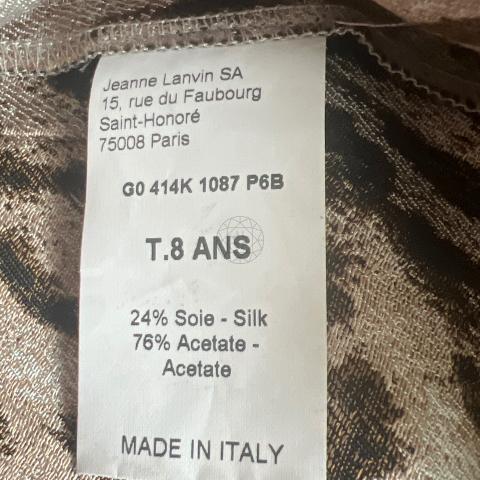 Jeanne Lanvin SA
15, rue du Faubourg
Saint-Honoré
75008 Paris
G0 414K 1087 P6B
T.8 ANS
24% Soie - Silk
76% Acetate -
Acetate
MADE IN ITALY